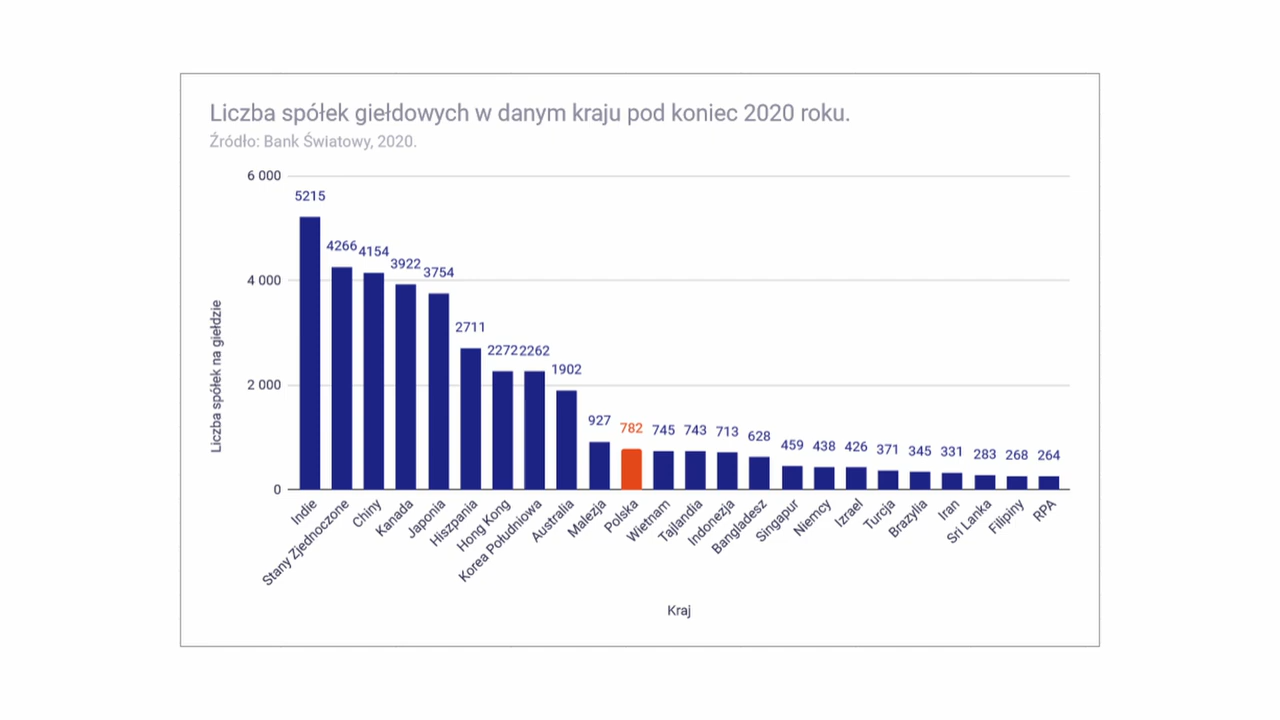 Liczba spółek giełdowych w danym kraju pod koniec 2020 roku.
Źródło: Bank Światowy, 2020.
Liczba spółek na giełdzie
6 000
4 000
2 000
0
5215
4266
4154
3922
3754
2711
2272
2262
1902
927
782
745
743
713
628
459
438
426
371
345
331
283
268
264
Indie
Stany Zjednoczone
Chiny
Kanada
Japonia
Hiszpania
Hong Kong
Korea Południowa
Australia
Malezja
Polska
Wietnam
Tajlandia
Indonezja
Bangladesz
Singapur
Niemcy
Izrael
Turcja
Brazylia
Iran
Sri Lanka
Filipiny
RPA
Kraj